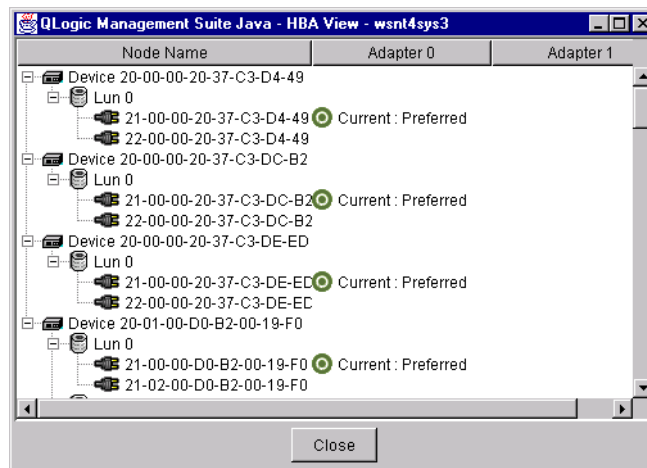 QLogic Management Suite Java - HBA View - wsnt4sys3
Node Name Adapter 0 Adapter 1
Device 20-00-00-20-37-C3-D4-49
Lun 0
21-00-00-20-37-C3-D4-49 Current : Preferred
22-00-00-20-37-C3-D4-49
Device 20-00-00-20-37-C3-DC-B2
Lun 0
21-00-00-20-37-C3-DC-B2 Current : Preferred
22-00-00-20-37-C3-DC-B2
Device 20-00-00-20-37-C3-DE-ED
Lun 0
21-00-00-20-37-C3-DE-ED Current : Preferred
22-00-00-20-37-C3-DE-ED
Device 20-01-00-D0-B2-00-19-F0
Lun 0
21-00-00-D0-B2-00-19-F0 Current : Preferred
21-02-00-D0-B2-00-19-F0
Close